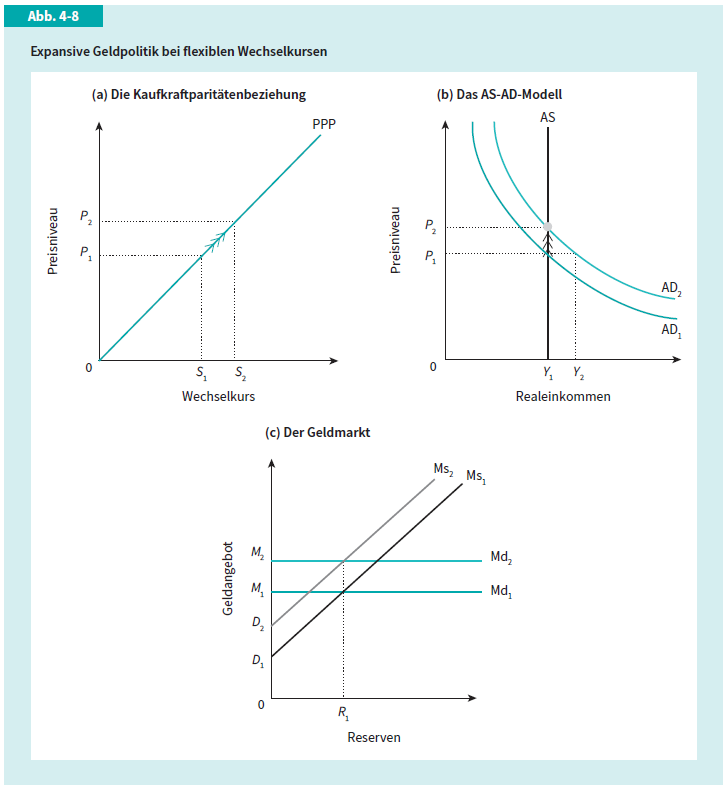 Abb. 4-8
Expansive Geldpolitik bei flexiblen Wechselkursen
(a) Die Kaufkraftparitätenbeziehung
PPP
Preisniveau
P2
P1
0
S1 S2
Wechselkurs
(b) Das AS-AD-Modell
AS
Preisniveau
P2
P1
AD2
AD1
0
Y1 Y2
Realeinkommen
(c) Der Geldmarkt
Ms2 Ms1
Geldangebot
M2
Md2
M1
Md1
D2
D1
0
R1
Reserven